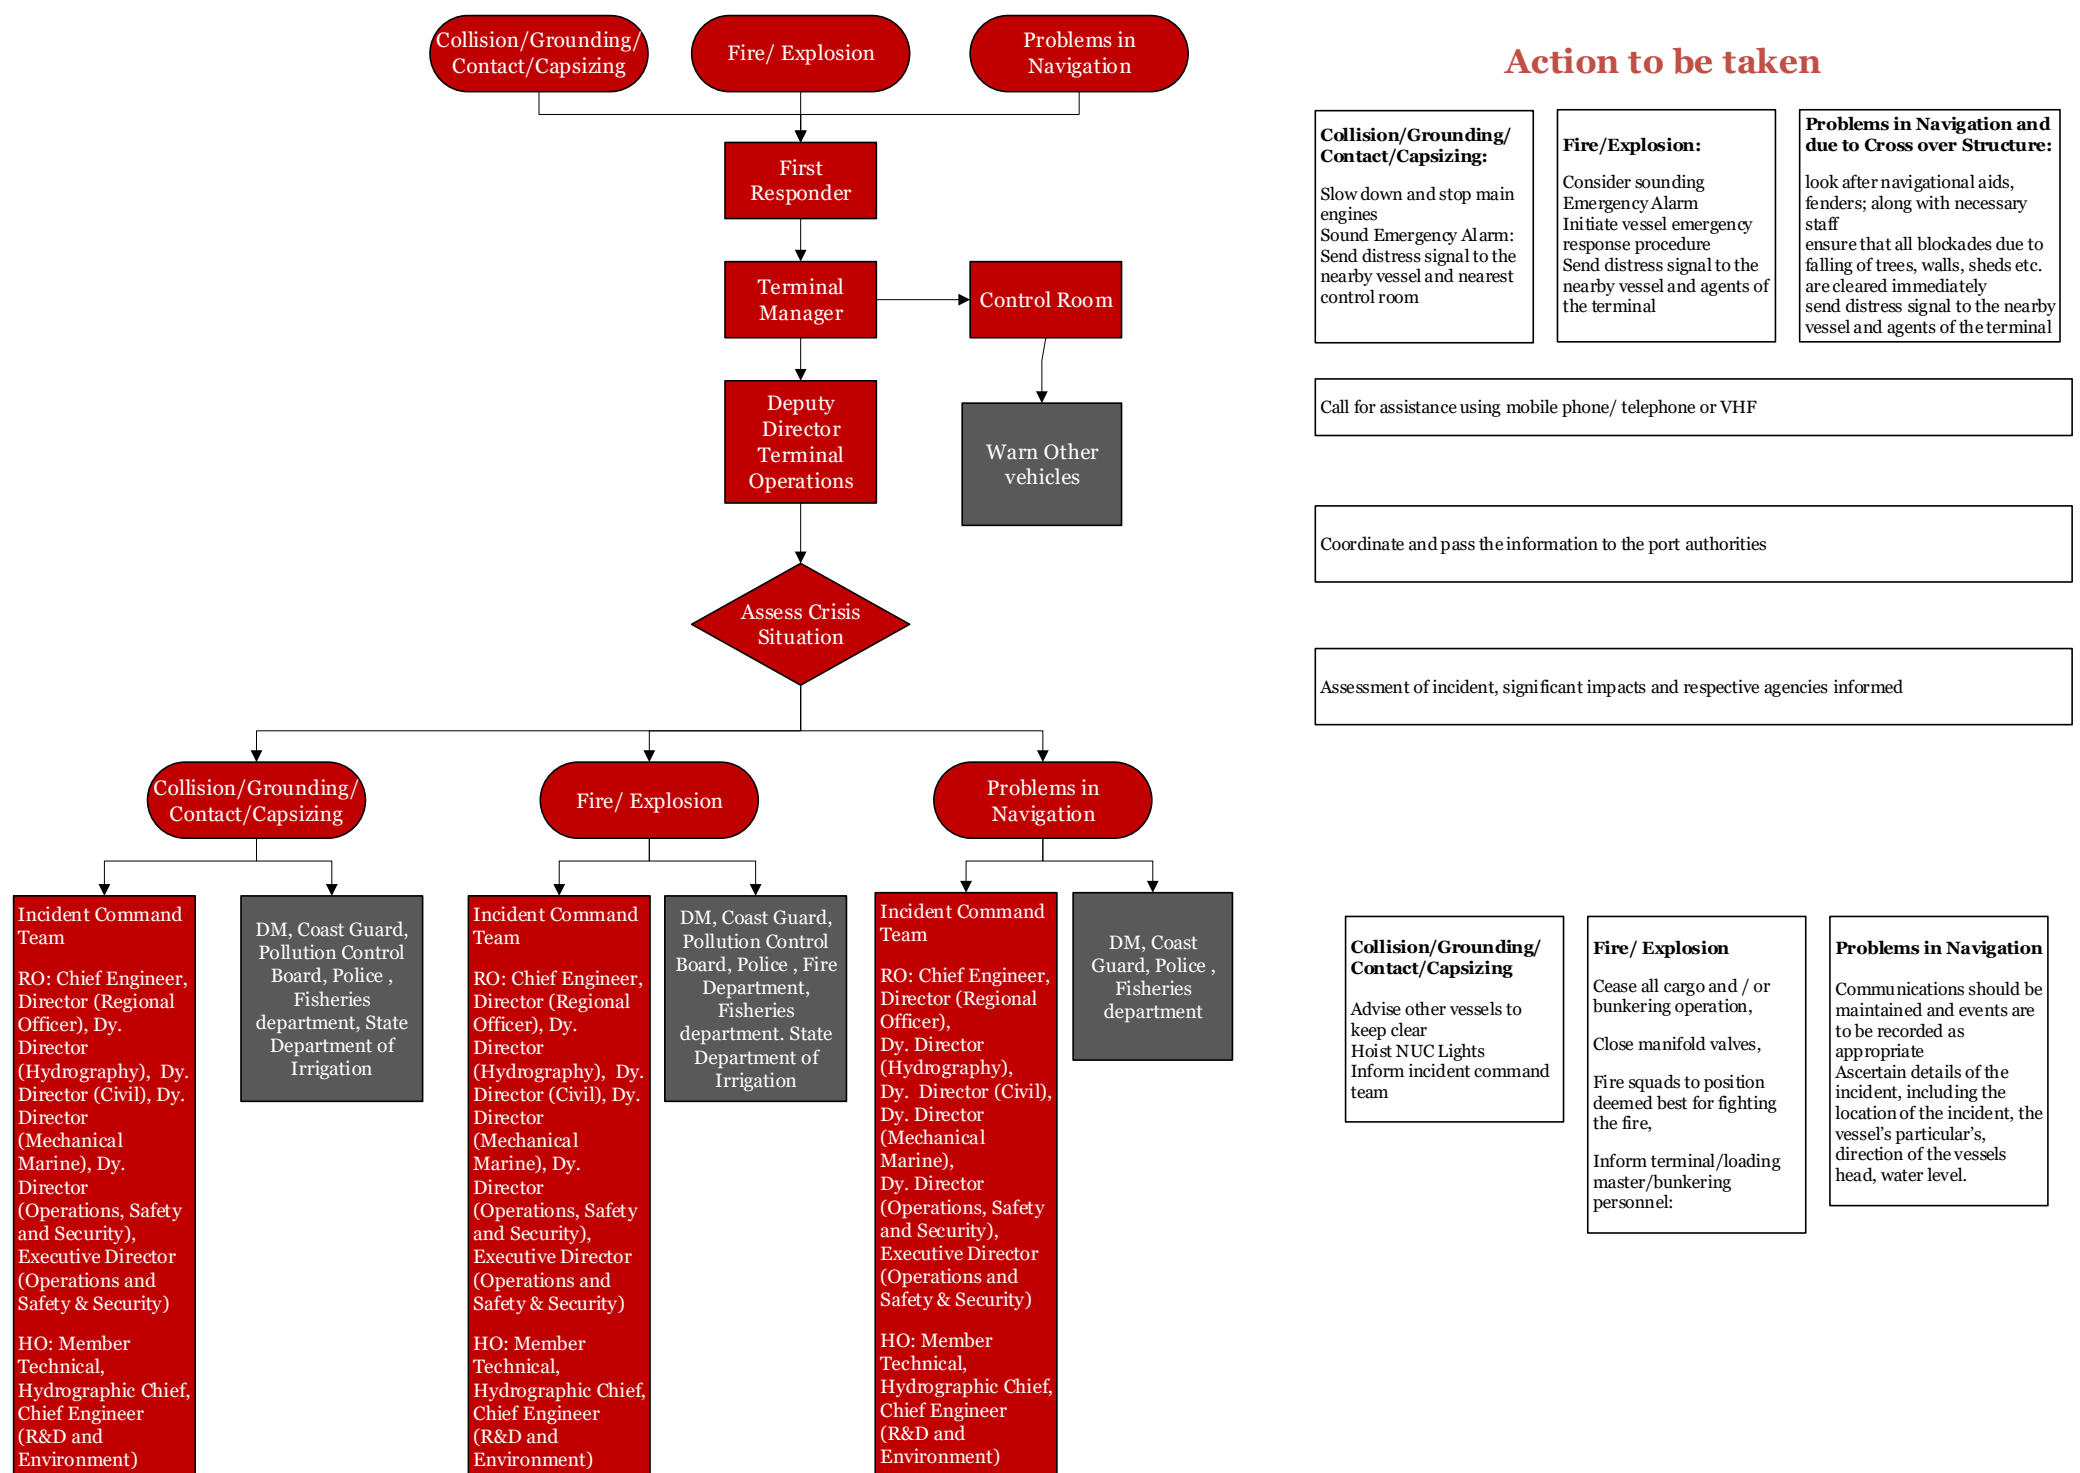 Collision/Grounding/
Contact/Capsizing
Fire/ Explosion
Problems in
Navigation
First
Responder
Terminal
Manager
Control Room
Deputy
Director
Terminal
Operations
Warn Other
vehicles
Assess Crisis
Situation
Collision/Grounding/
Contact/Capsizing
Fire/ Explosion
Problems in
Navigation
Incident Command
Team
RO: Chief Engineer,
Director (Regional
Officer), Dy.
Director
(Hydrography), Dy.
Director (Civil), Dy.
Director
(Mechanical
Marine), Dy.
Director
(Operations, Safety
and Security),
Executive Director
(Operations and
Safety & Security)
HO: Member
Technical,
Hydrographic Chief,
Chief Engineer
(R&D and
Environment)
DM, Coast Guard,
Pollution Control
Board, Police ,
Fisheries
department, State
Department of
Irrigation
Incident Command
Team
RO: Chief Engineer,
Director (Regional
Officer), Dy.
Director
(Hydrography), Dy.
Director (Civil), Dy.
Director
(Mechanical
Marine), Dy.
Director
(Operations, Safety
and Security),
Executive Director
(Operations and
Safety & Security)
HO: Member
Technical,
Hydrographic Chief,
Chief Engineer
(R&D and
Environment)
DM, Coast Guard,
Pollution Control
Board, Police , Fire
Department,
Fisheries
department. State
Department of
Irrigation
Incident Command
Team
RO: Chief Engineer,
Director (Regional
Officer),
Dy. Director
(Hydrography),
Dy. Director (Civil),
Dy. Director
(Mechanical
Marine),
Dy. Director
(Operations, Safety
and Security),
Executive Director
(Operations and
Safety & Security)
HO: Member
Technical,
Hydrographic Chief,
Chief Engineer
(R&D and
Environment)
DM, Coast
Guard, Police ,
Fisheries
department
Action to be taken
Collision/Grounding/
Contact/Capsizing:
Slow down and stop main
engines
Sound Emergency Alarm:
Send distress signal to the
nearby vessel and nearest
control room
Fire/Explosion:
Consider sounding
Emergency Alarm
Initiate vessel emergency
response procedure
Send distress signal to the
nearby vessel and agents of
the terminal
Problems in Navigation and
due to Cross over Structure:
look after navigational aids,
fenders; along with necessary
staff
ensure that all blockades due to
falling of trees, walls, sheds etc.
are cleared immediately
send distress signal to the nearby
vessel and agents of the terminal
Call for assistance using mobile phone/ telephone or VHF
Coordinate and pass the information to the port authorities
Assessment of incident, significant impacts and respective agencies informed
Collision/Grounding/
Contact/Capsizing
Advise other vessels to
keep clear
Hoist NUC Lights
Inform incident command
team
Fire/ Explosion
Cease all cargo and / or
bunkering operation,
Close manifold valves,
Fire squads to position
deemed best for fighting
the fire,
Inform terminal/loading
master/bunkering
personnel:
Problems in Navigation
Communications should be
maintained and events are
to be recorded as
appropriate
Ascertain details of the
incident, including the
location of the incident, the
vessel's particular's,
direction of the vessels
head, water level.